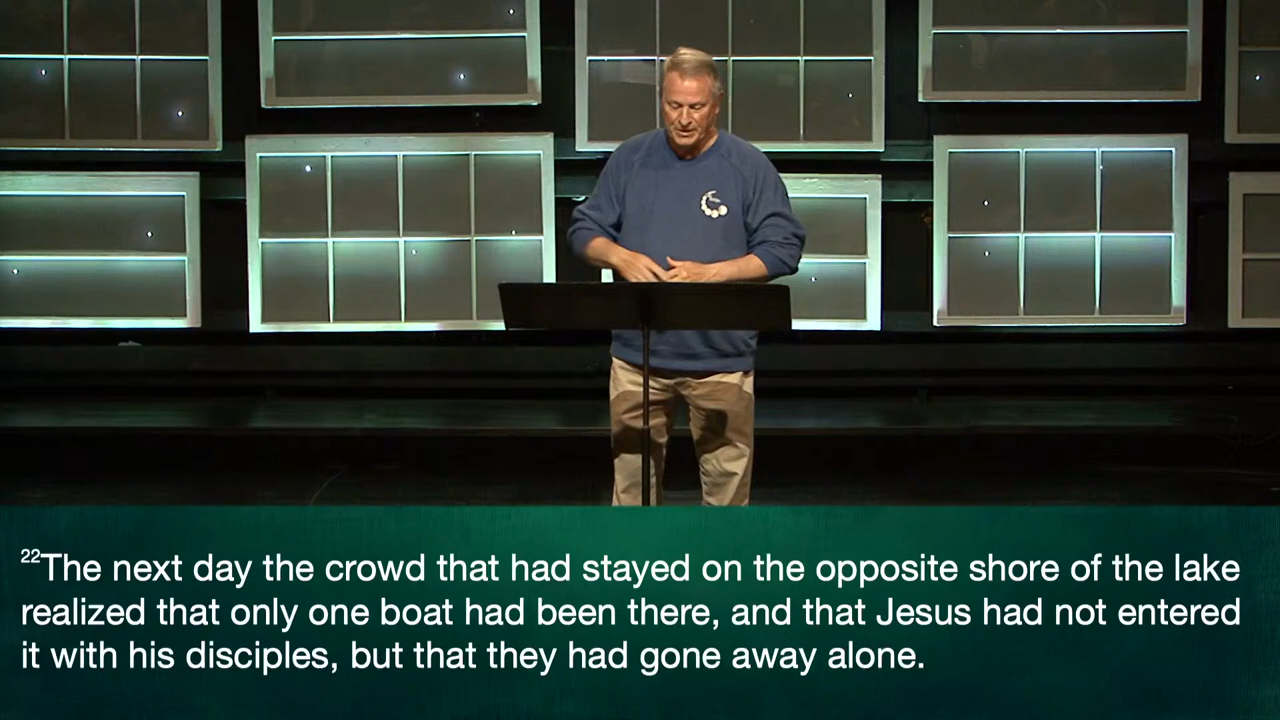 22The next day the crowd that had stayed on the opposite shore of the lake
realized that only one boat had been there, and that Jesus had not entered
it with his disciples, but that they had gone away alone.